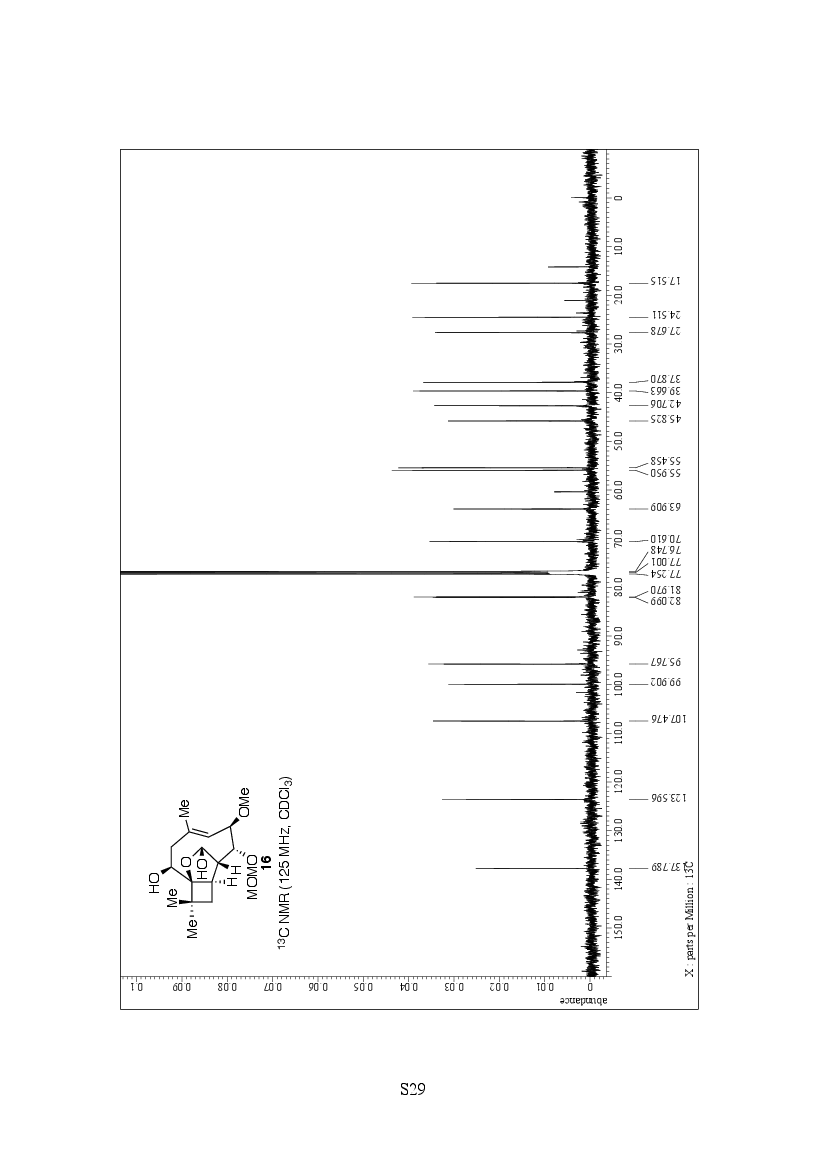 HO
Me
Me
O
HO
H
H
Me
OMe
MOMO
16
¹³C NMR (125 MHz, CDCl₃)
abundance
0 0.01 0.02 0.03 0.04 0.05 0.06 0.07 0.08 0.09 0.1
150.0 140.0 130.0 120.0 110.0 100.0 90.0 80.0 70.0 60.0 50.0 40.0 30.0 20.0 10.0 0
137.789
123.596
107.476
99.902
95.767
82.099
81.970
77.254
77.001
76.748
70.610
63.909
55.950
55.458
45.825
42.706
39.663
37.870
27.678
24.511
17.515
X : parts per Million : 13C
S29